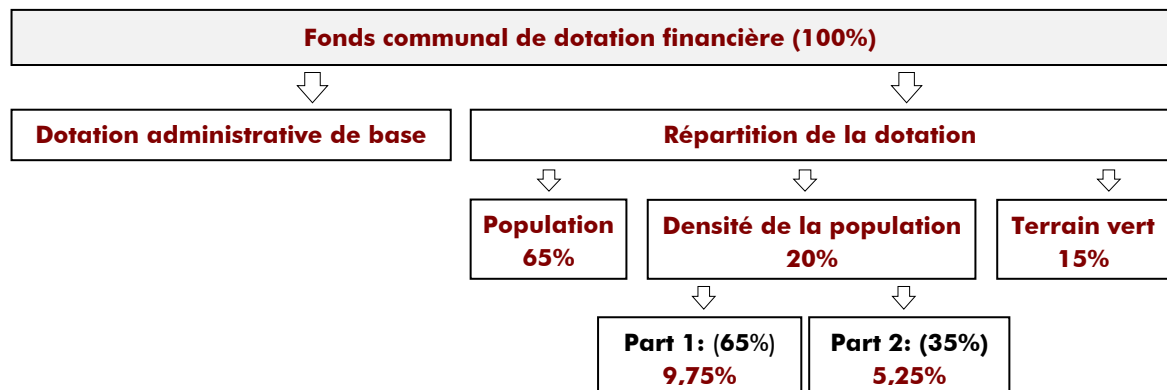 Fonds communal de dotation financière (100%)
Dotation administrative de base
Répartition de la dotation
Population
65%
Densité de la population
20%
Terrain vert
15%
Part 1: (65%)
9,75%
Part 2: (35%)
5,25%